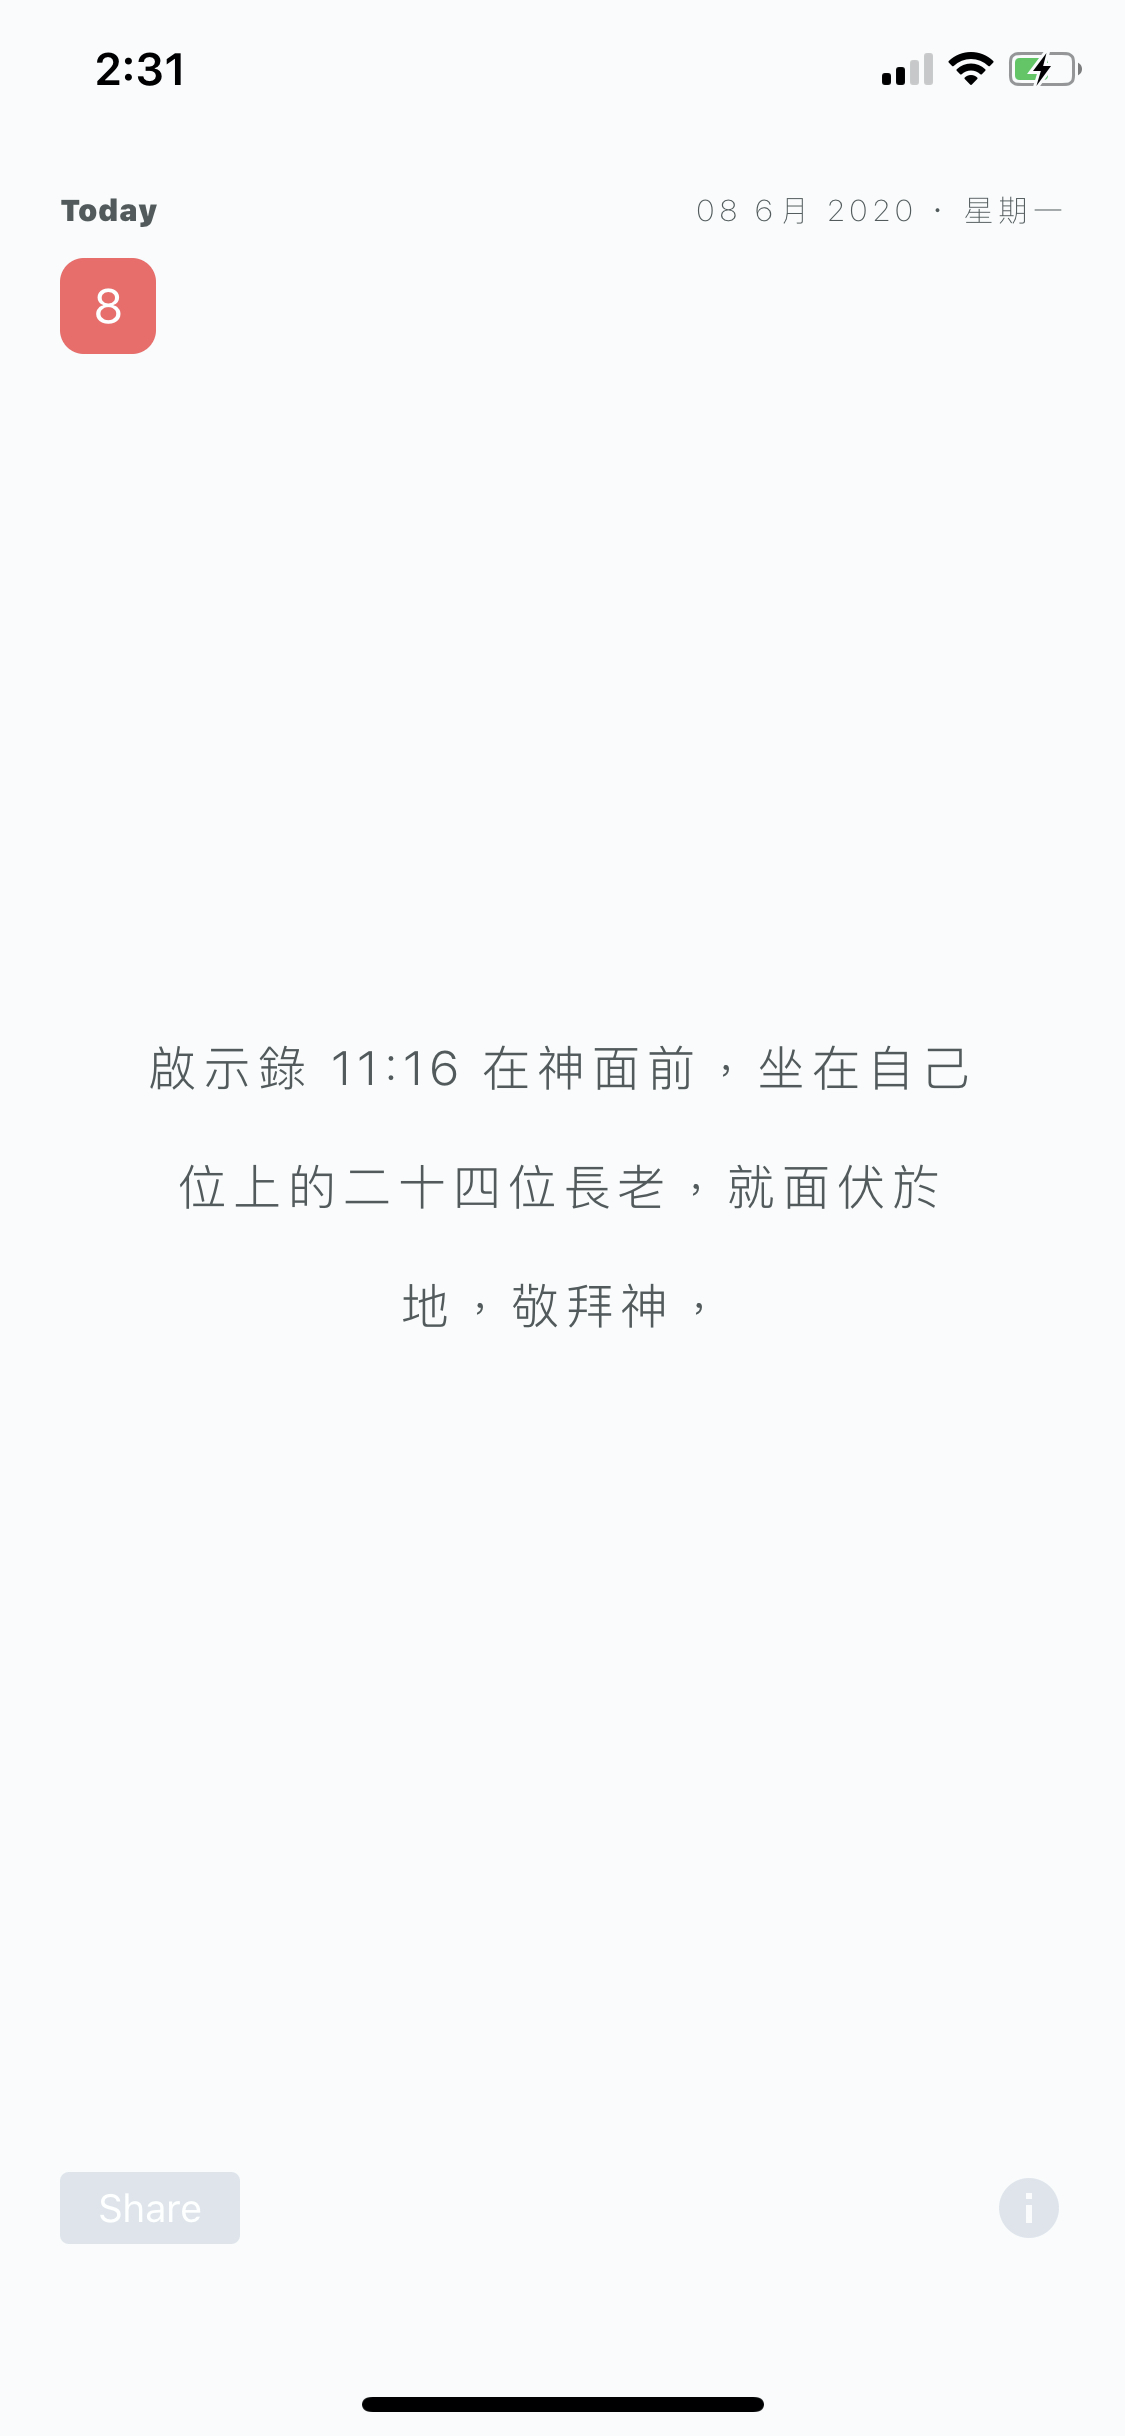 2:31
Today
08 6月 2020 · 星期一
8
啟示錄 11:16 在神面前，坐在自己
位上的二十四位長老，就面伏於
地，敬拜神，
Share